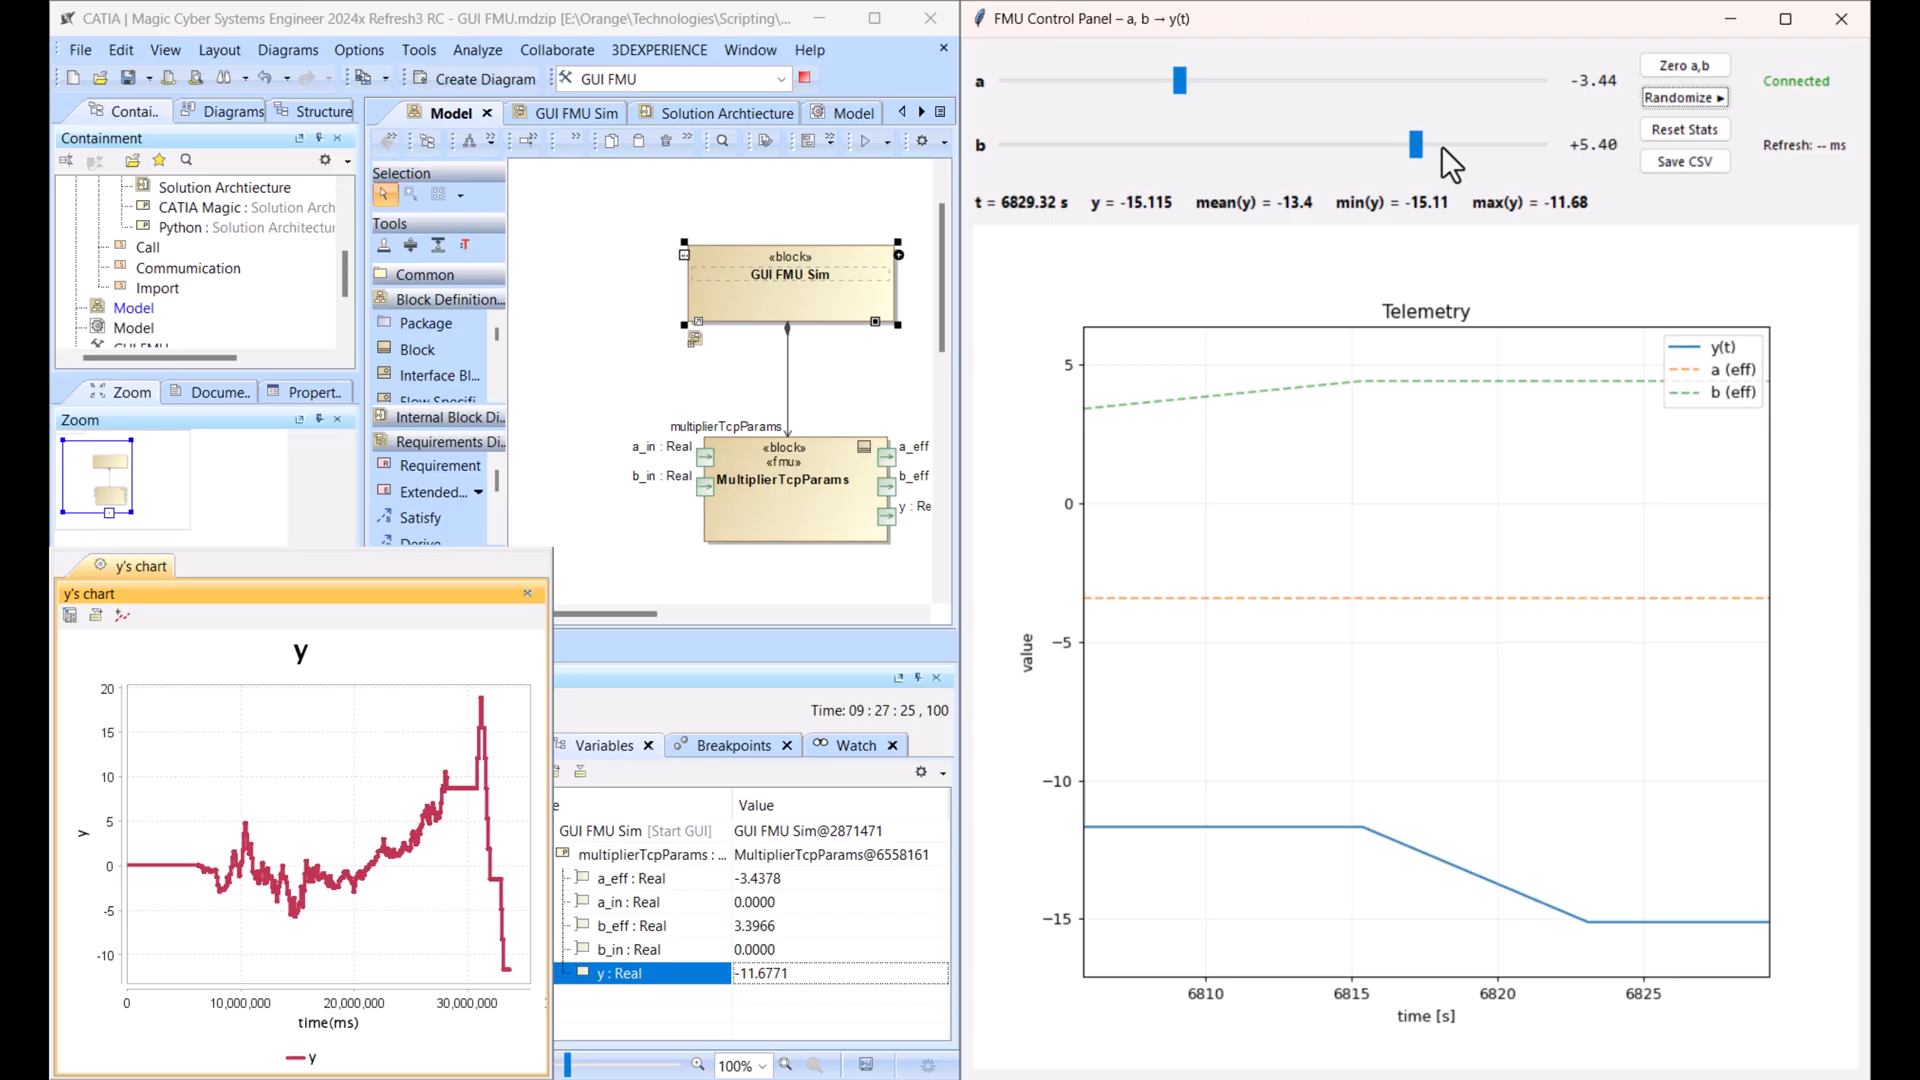 CATIA | Magic Cyber Systems Engineer 2024x Refresh3 RC - GUI FMU.mdzip [E:\Orange\Technologies\Scripting\...
File Edit View Layout Diagrams Options Tools Analyze Collaborate 3DEXPERIENCE Window Help
Create Diagram GUI FMU
Contai.. Diagrams Structure
Containment
Solution Archtiecture
CATIA Magic : Solution Arch
Python : Solution Architectur
Call
Commumication
Import
Model
Model
Zoom Docume.. Propert..
Zoom
Model GUI FMU Sim Solution Archtiecture Model
Selection
Tools
Common
Block Definition...
Package
Block
Interface Bl...
Internal Block Di...
Requirements Di...
Requirement
Extended...
Satisfy
«block»
GUI FMU Sim
multiplierTcpParams
a_in : Real
b_in : Real
«block»
«fmu»
MultiplierTcpParams
a_eff
b_eff
y : Re
y's chart
y's chart
y
20
15
10
5
0
-5
-10
y
0 10,000,000 20,000,000 30,000,000
time(ms)
y
Time: 09 : 27 : 25 , 100
Variables Breakpoints Watch
e Value
GUI FMU Sim [Start GUI] GUI FMU Sim@2871471
multiplierTcpParams : ... MultiplierTcpParams@6558161
a_eff : Real -3.4378
a_in : Real 0.0000
b_eff : Real 3.3966
b_in : Real 0.0000
y : Real -11.6771
100%
FMU Control Panel – a, b → y(t)
a -3.44 Zero a,b Connected
Randomize ▸
b +5.40 Reset Stats Refresh: -- ms
Save CSV
t = 6829.32 s y = -15.115 mean(y) = -13.4 min(y) = -15.11 max(y) = -11.68
Telemetry
y(t)
a (eff)
b (eff)
5
0
−5
−10
−15
value
6810 6815 6820 6825
time [s]